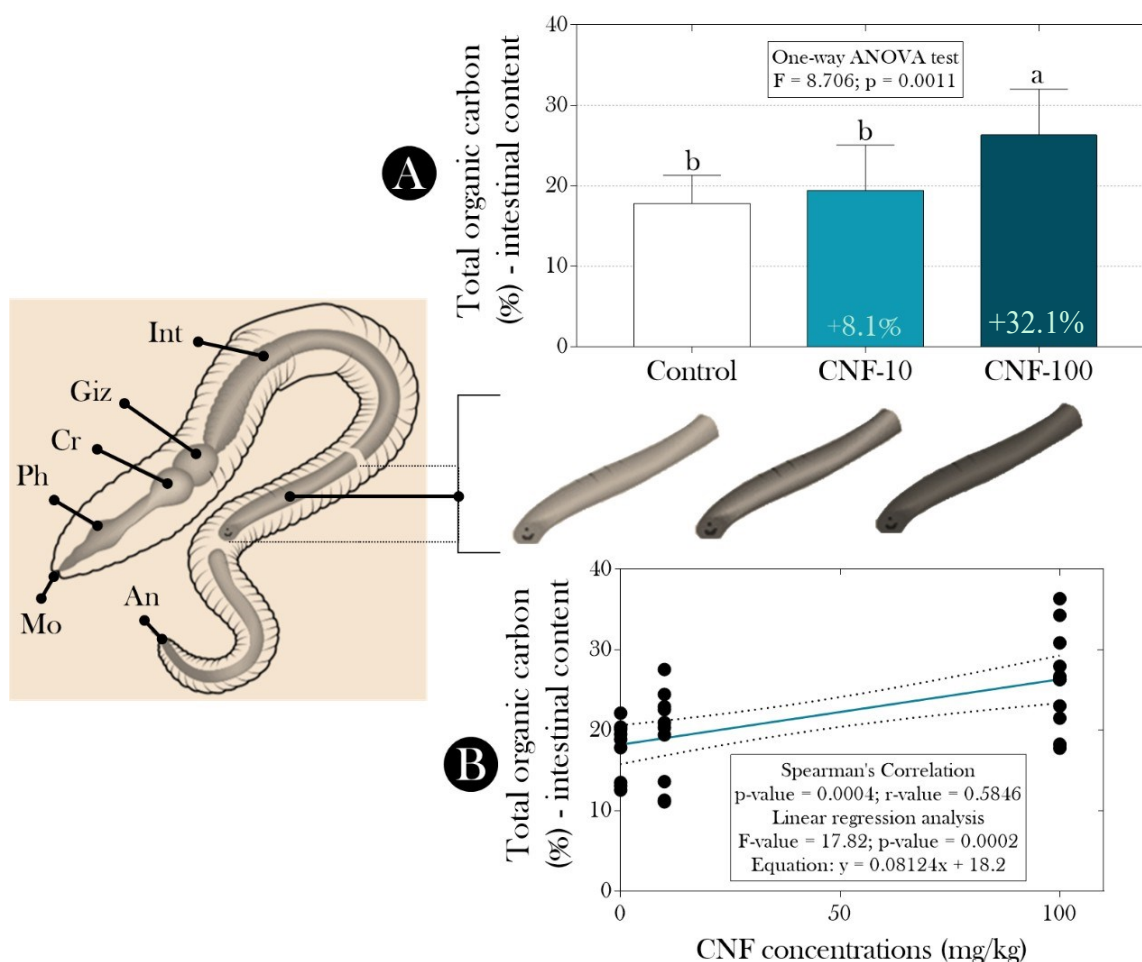 A
Total organic carbon
(%) - intestinal content
40
30
20
10
0
One-way ANOVA test
F = 8.706; p = 0.0011
b
b
a
+8.1%
+32.1%
Control
CNF-10
CNF-100
Int
Giz
Cr
Ph
Mo
An
B
Total organic carbon
(%) - intestinal content
40
30
20
10
0
Spearman's Correlation
p-value = 0.0004; r-value = 0.5846
Linear regression analysis
F-value = 17.82; p-value = 0.0002
Equation: y = 0.08124x + 18.2
0
50
100
CNF concentrations (mg/kg)